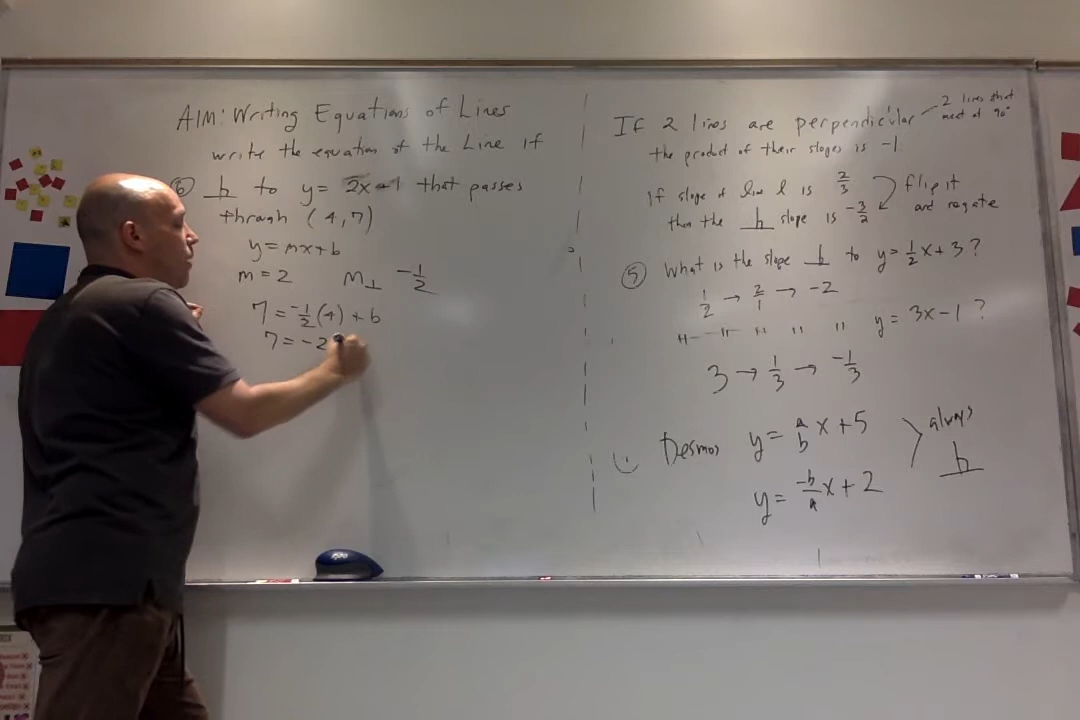 AIM: Writing Equations of Lines
write the equation of the Line if
⑥ ⊥ to y = 2x-1 that passes
through (4,7)
y = mx+b
m = 2 M⊥ -1/2
7 = -1/2 (4) + b
7 = -2
If 2 lines are perpendicular
2 lines that
meet at 90°
the product of their slopes is -1
If slope of line l is 2/3
then the ⊥ slope is -3/2
flip it
and negate
⑤ What is the slope ⊥ to y = 1/2 x + 3 ?
1/2 → 2/1 → -2
" " " " " y = 3x - 1 ?
3 → 1/3 → -1/3
Desmos y = a/b x + 5
y = -b/a x + 2
always
⊥